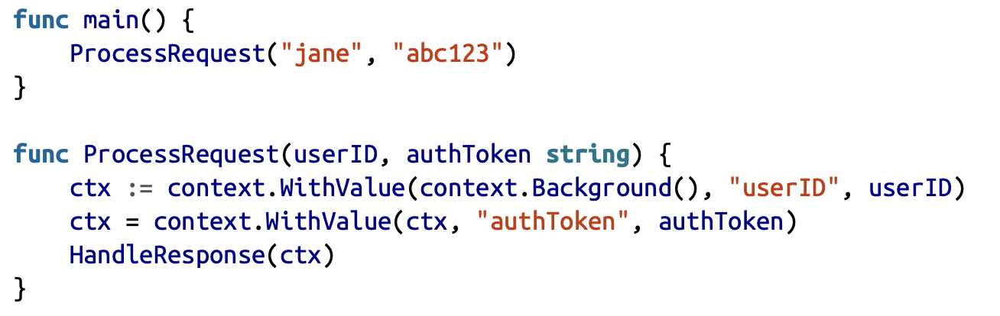 func main() {
    ProcessRequest("jane", "abc123")
}

func ProcessRequest(userID, authToken string) {
    ctx := context.WithValue(context.Background(), "userID", userID)
    ctx = context.WithValue(ctx, "authToken", authToken)
    HandleResponse(ctx)
}